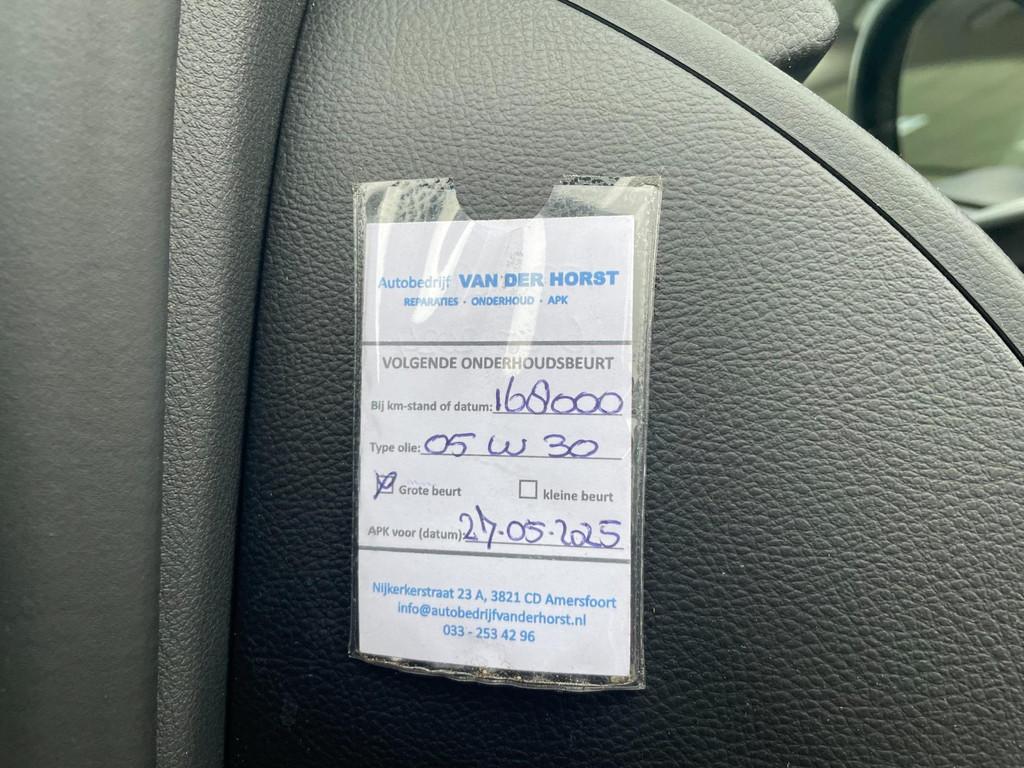 Autobedrijf VAN DER HORST
REPARATIES · ONDERHOUD · APK
VOLGENDE ONDERHOUDSBEURT
Bij km-stand of datum: 168000
Type olie: 05 W 30
Grote beurt kleine beurt
APK voor (datum): 27-05-2025
Nijkerkerstraat 23 A, 3821 CD Amersfoort
info@autobedrijfvanderhorst.nl
033 - 253 42 96